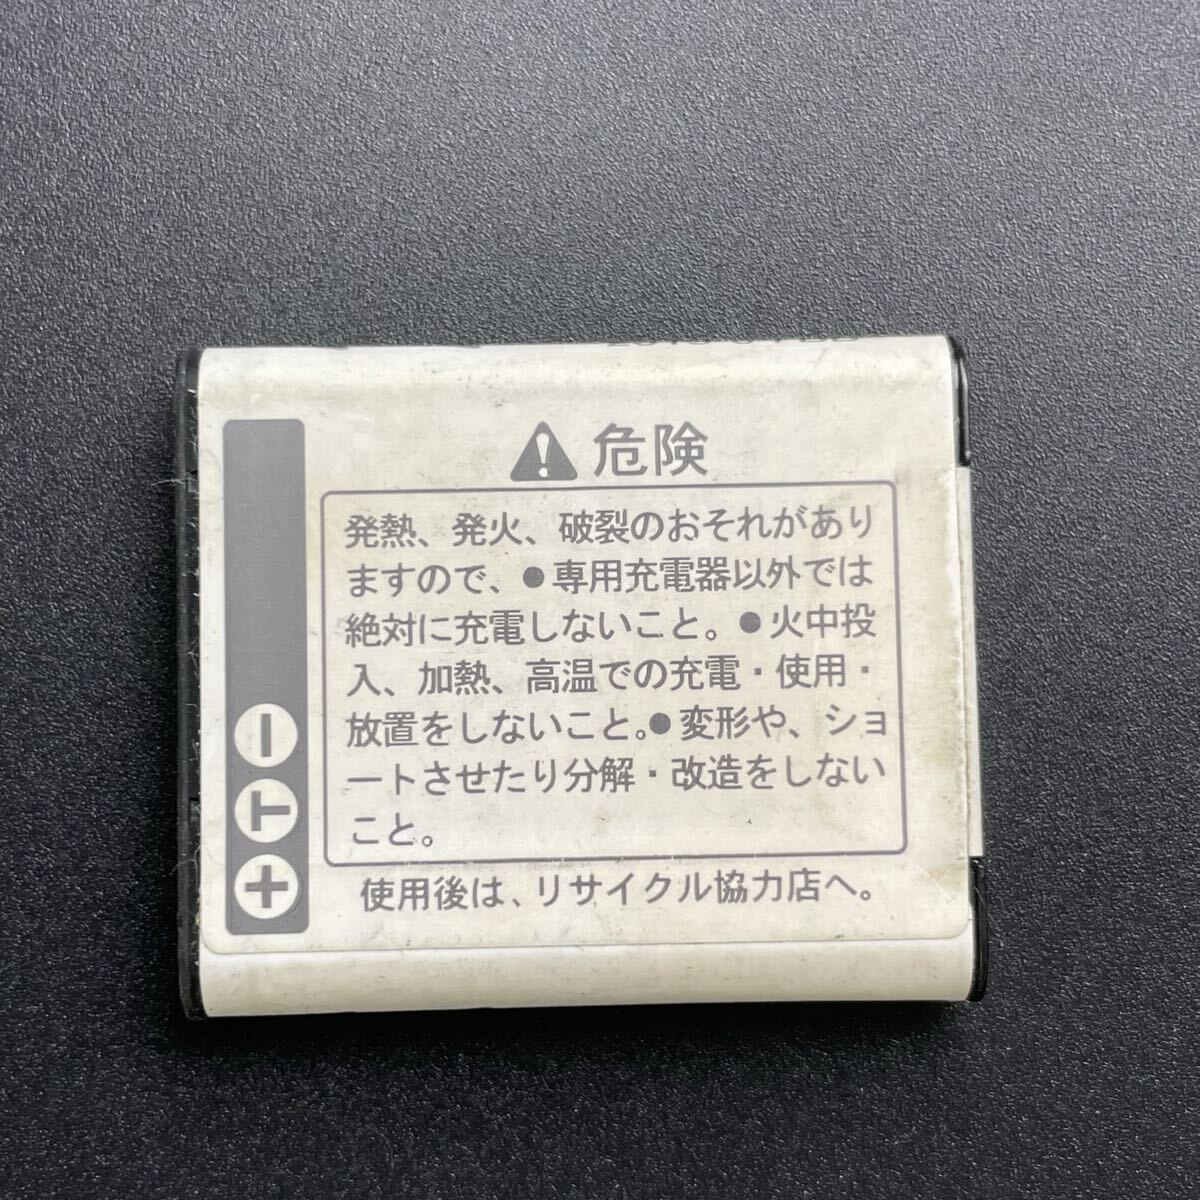 危険
発熱、発火、破裂のおそれがあり
ますので、●専用充電器以外では
絶対に充電しないこと。●火中投
入、加熱、高温での充電・使用・
放置をしないこと。●変形や、ショ
ートさせたり分解・改造をしない
こと。
使用後は、リサイクル協力店へ。
− T +